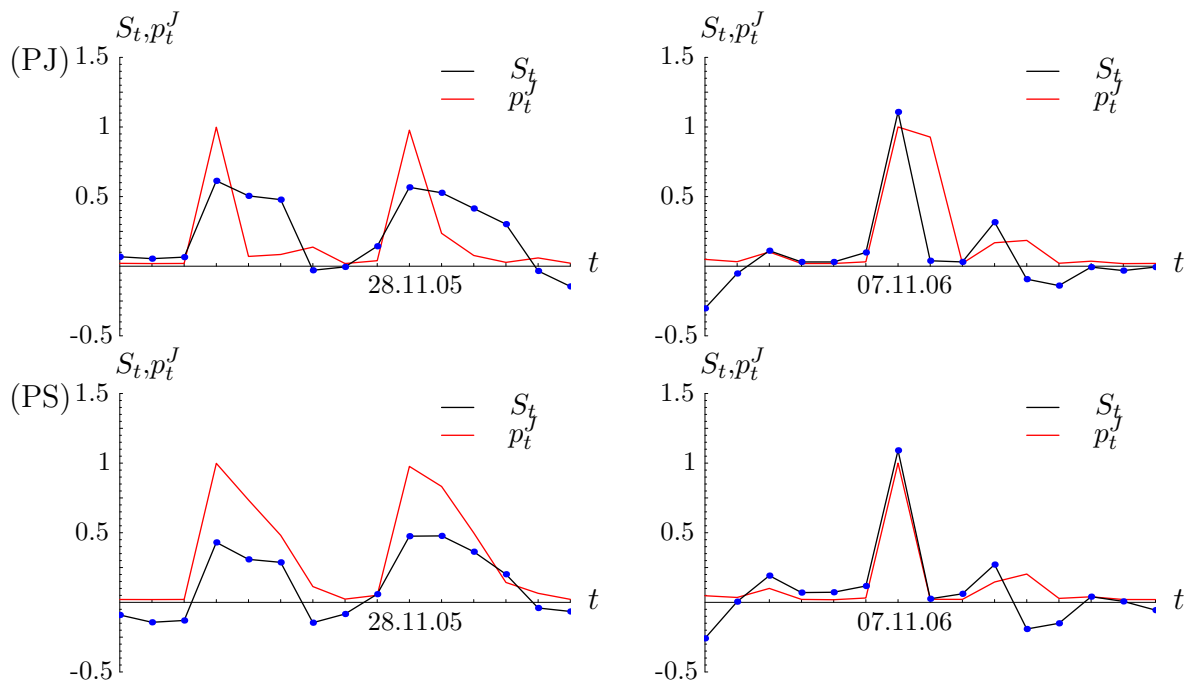 S_t,p_t^J
(PJ)
1.5
1
0.5
-0.5
S_t
p_t^J
28.11.05
t
S_t,p_t^J
1.5
1
0.5
-0.5
S_t
p_t^J
07.11.06
t
S_t,p_t^J
(PS)
1.5
1
0.5
-0.5
S_t
p_t^J
28.11.05
t
S_t,p_t^J
1.5
1
0.5
-0.5
S_t
p_t^J
07.11.06
t